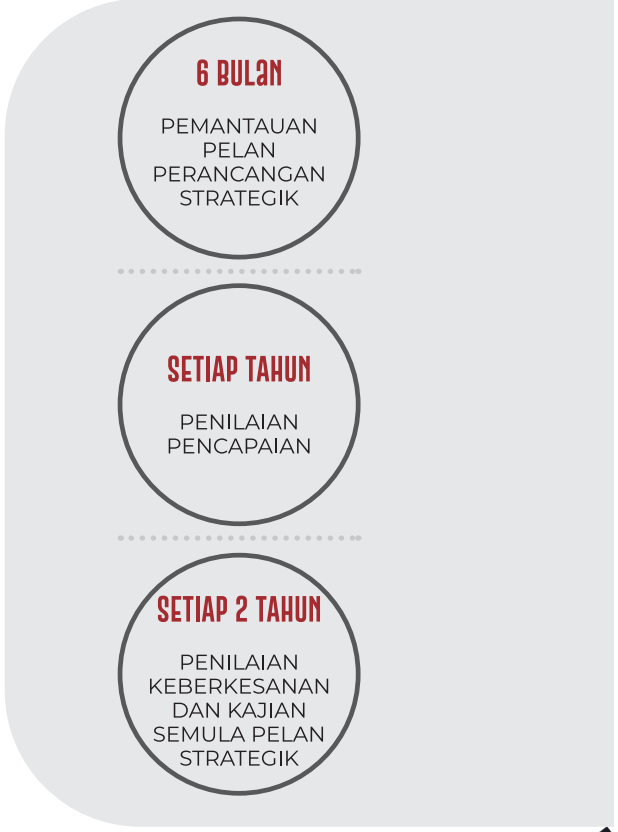 6 BULAN
PEMANTAUAN
PELAN
PERANCANGAN
STRATEGIK
SETIAP TAHUN
PENILAIAN
PENCAPAIAN
SETIAP 2 TAHUN
PENILAIAN
KEBERKESANAN
DAN KAJIAN
SEMULA PELAN
STRATEGIK